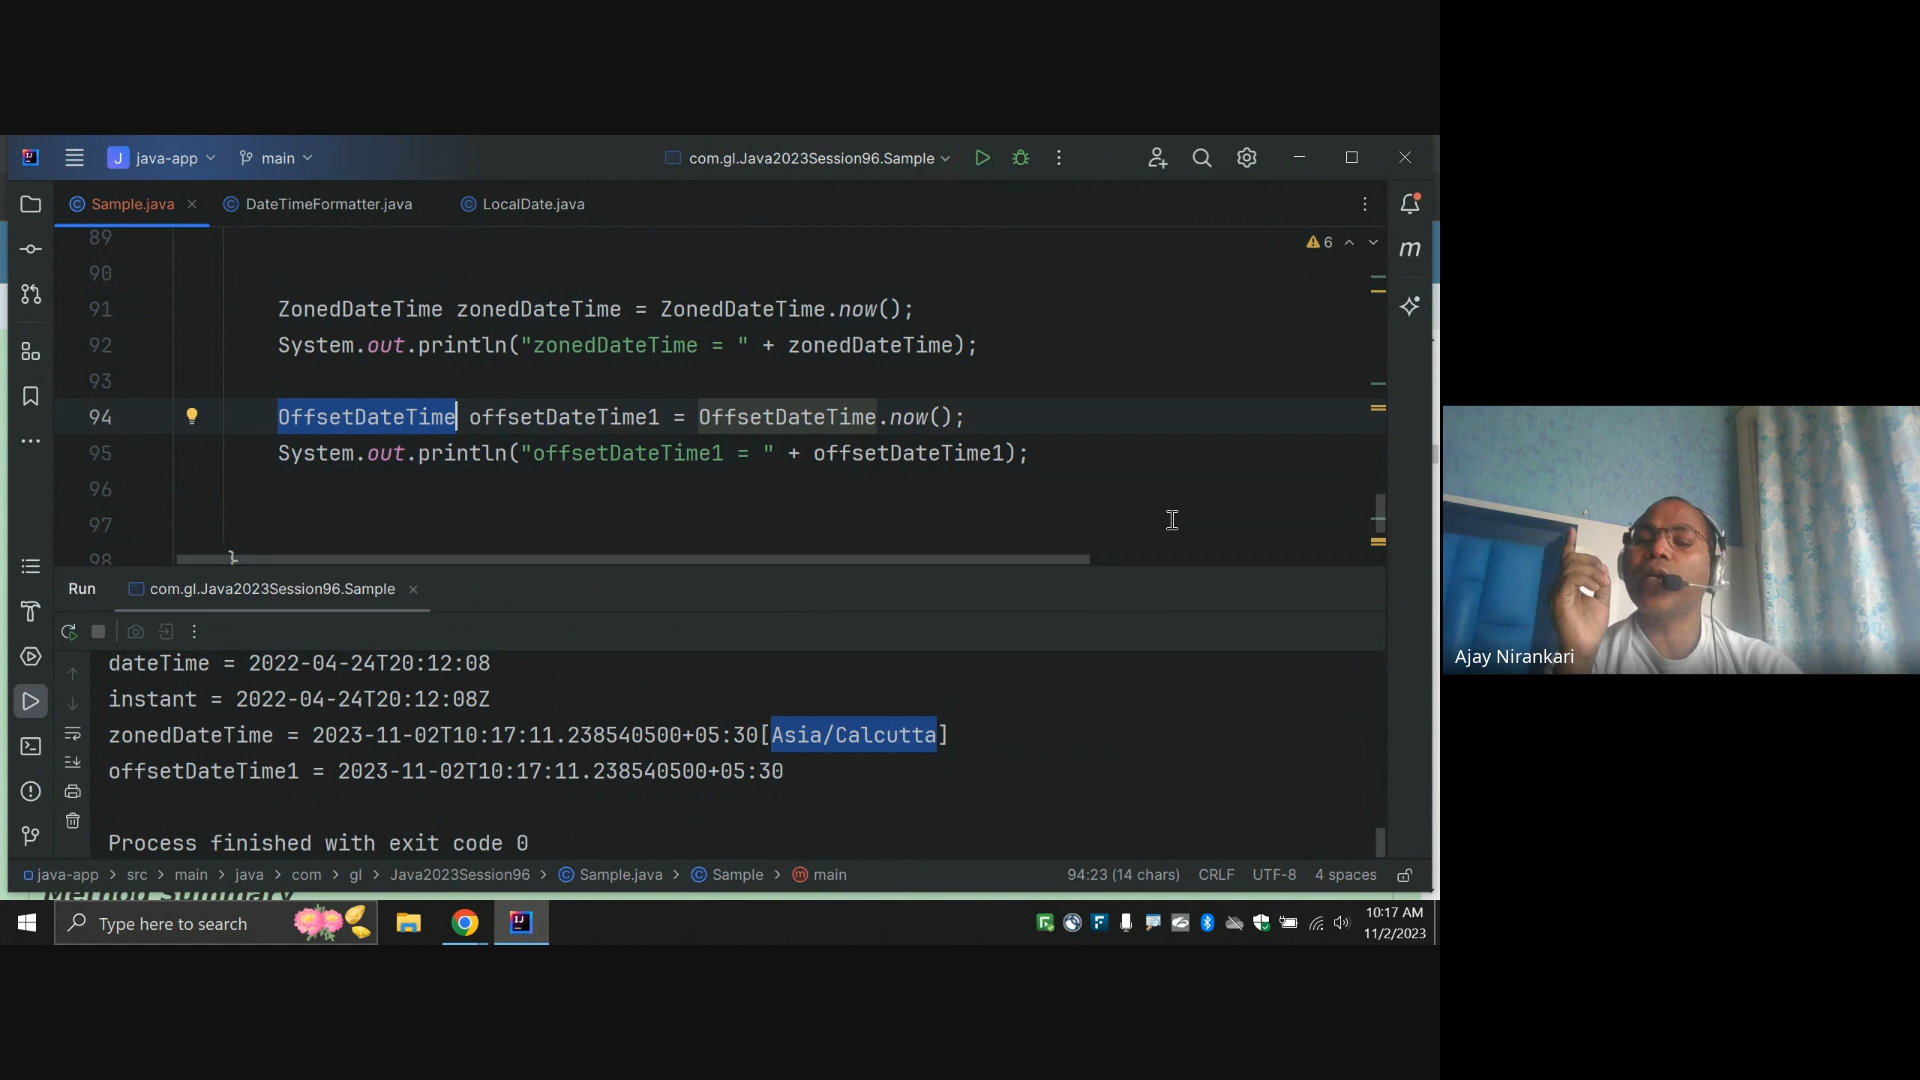 java-app
main
com.gl.Java2023Session96.Sample
Sample.java
DateTimeFormatter.java
LocalDate.java
6
89
90
91 ZonedDateTime zonedDateTime = ZonedDateTime.now();
92 System.out.println("zonedDateTime = " + zonedDateTime);
93
94 OffsetDateTime offsetDateTime1 = OffsetDateTime.now();
95 System.out.println("offsetDateTime1 = " + offsetDateTime1);
96
97
98 }
Run
com.gl.Java2023Session96.Sample
dateTime = 2022-04-24T20:12:08
instant = 2022-04-24T20:12:08Z
zonedDateTime = 2023-11-02T10:17:11.238540500+05:30[Asia/Calcutta]
offsetDateTime1 = 2023-11-02T10:17:11.238540500+05:30
Process finished with exit code 0
java-app > src > main > java > com > gl > Java2023Session96 > Sample.java > Sample > main
94:23 (14 chars) CRLF UTF-8 4 spaces
Method Summary
Type here to search
10:17 AM
11/2/2023
Ajay Nirankari